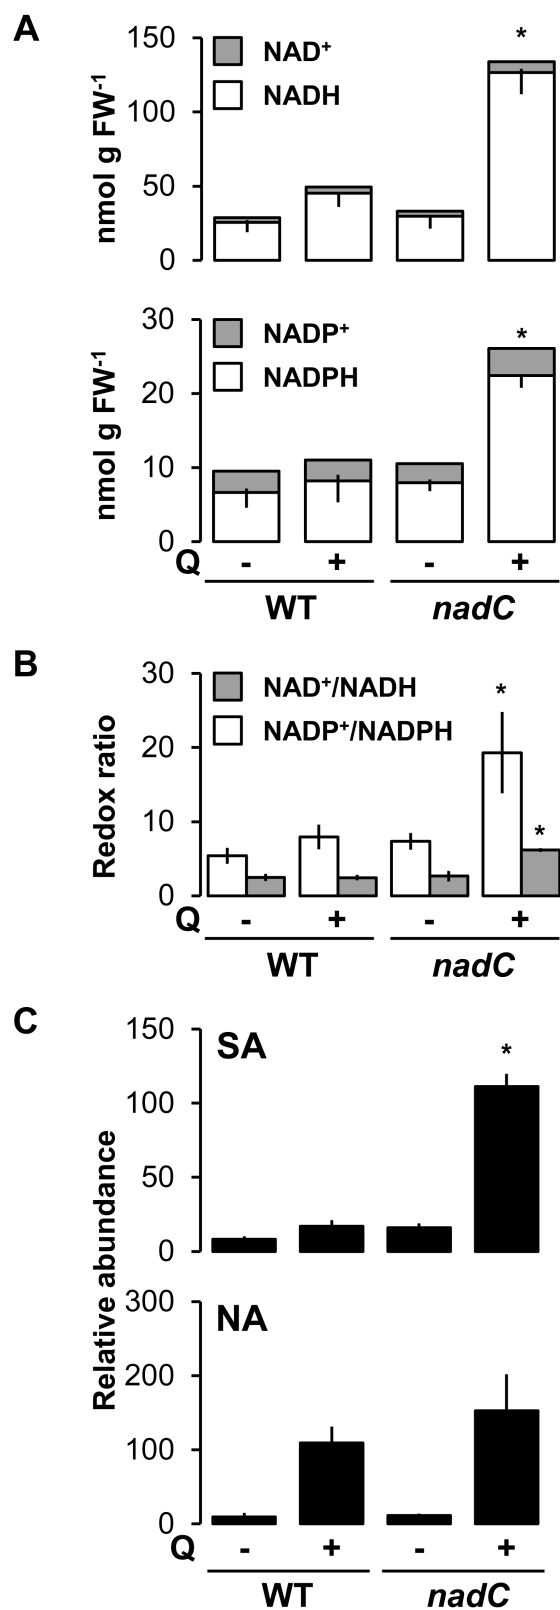 A
150
100
50
0
nmol g FW⁻¹
NAD⁺
NADH
*
30
20
10
0
nmol g FW⁻¹
NADP⁺
NADPH
*
Q - + - +
WT nadC
B
30
20
10
0
Redox ratio
NAD⁺/NADH
NADP⁺/NADPH
*
*
Q - + - +
WT nadC
C
150
100
50
0
SA
*
Relative abundance
300
200
100
0
NA
Q - + - +
WT nadC